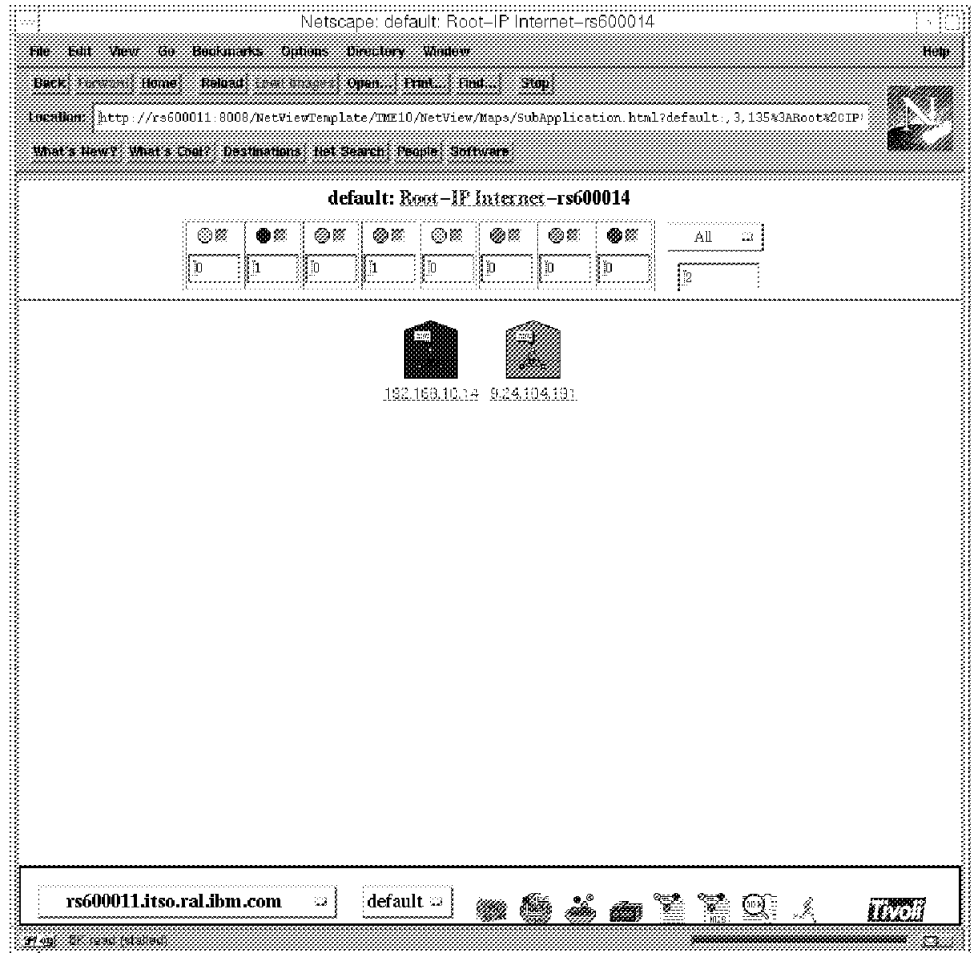 Netscape: default: Root-IP Internet-rs600014
File Edit View Go Bookmarks Options Directory Window Help
Back Forward Home Reload Load Images Open... Print... Find... Stop
Location: http://rs600011:8008/NetViewTemplate/TME10/NetView/Maps/SubApplication.html?default:,3,135%3ARoot%20IP
What's New? What's Cool? Destinations Net Search People Software
default: Root-IP Internet-rs600014
0 1 0 1 0 0 0 0
All
2
192.168.10.14 9.24.104.191
rs600011.itso.ral.ibm.com default
Tivoli
8K read (stalled)